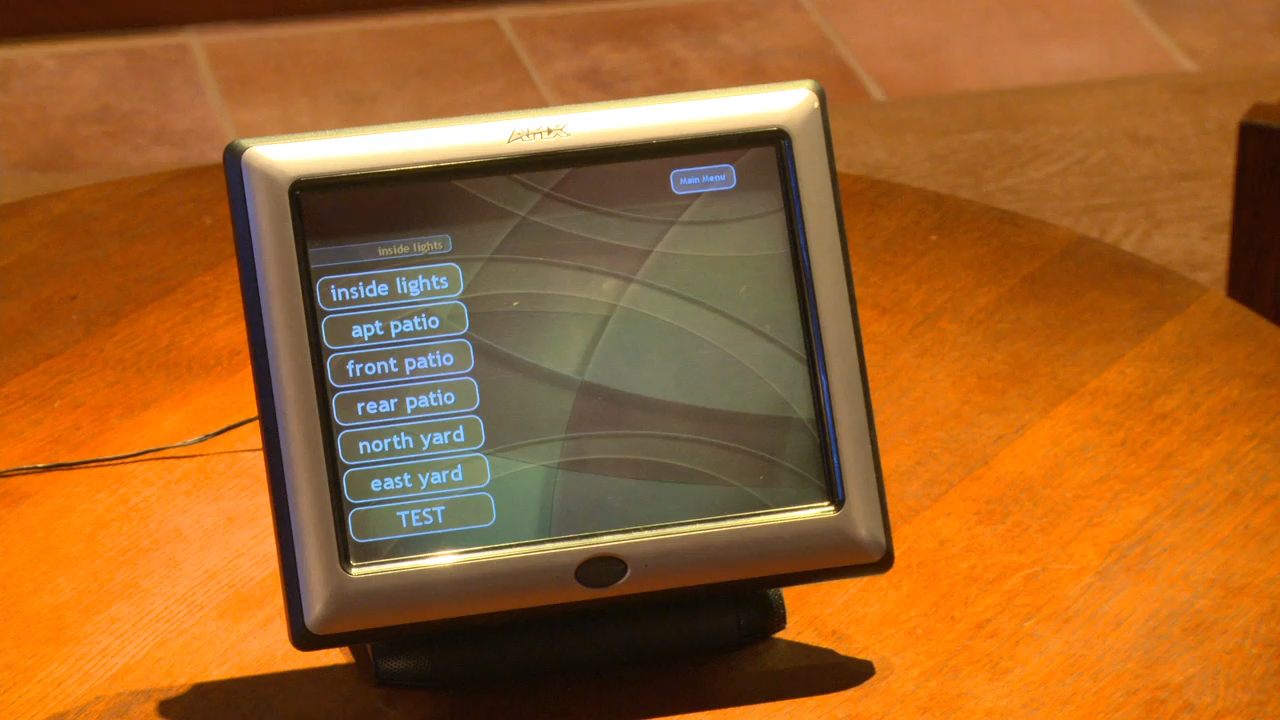 AMX
Main Menu
inside lights
inside lights
apt patio
front patio
rear patio
north yard
east yard
TEST